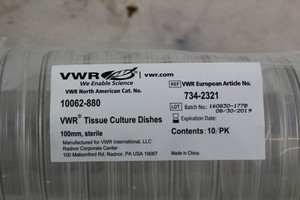 VWR | vwr.com
We Enable Science
VWR North American Cat. No.
10062-880
REF VWR European Article No.
734-2321
LOT Batch No: 160830-177B
Expiration Date: 08/30/2019
VWR® Tissue Culture Dishes
100mm, sterile
Contents: 10/PK
Manufactured for VWR International, LLC
Radnor Corporate Center
100 Matsonford Rd. Radnor, PA USA 19087
Made in China